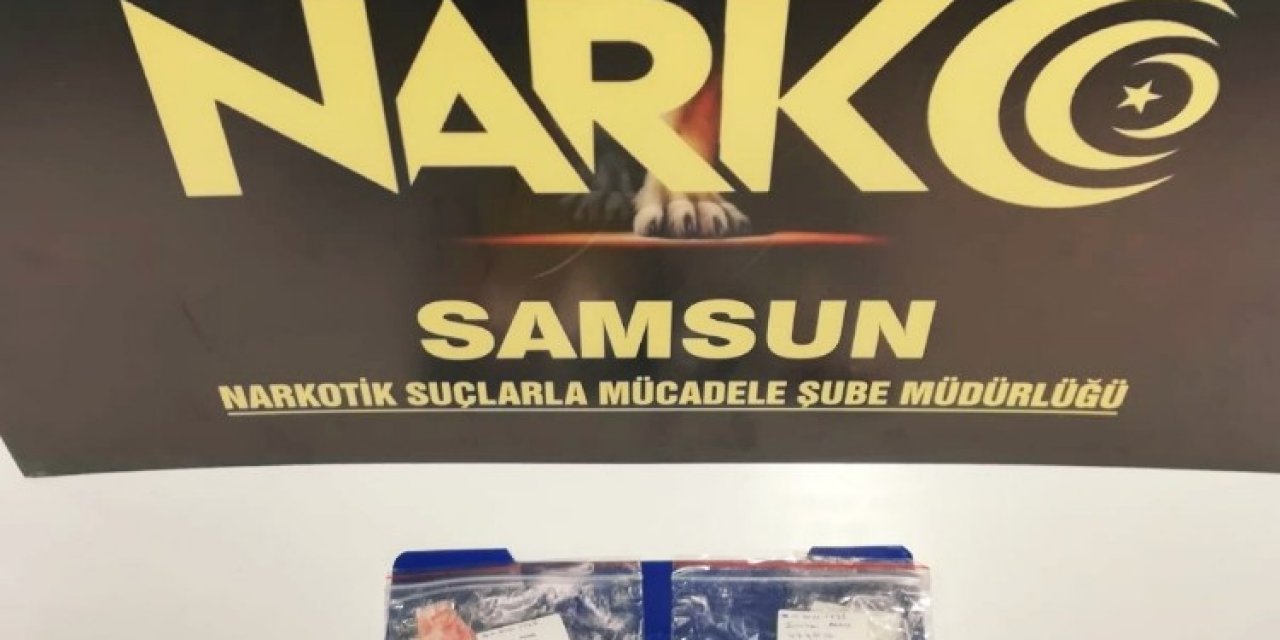 NARKO
SAMSUN
NARKOTİK SUÇLARLA MÜCADELE ŞUBE MÜDÜRLÜĞÜ